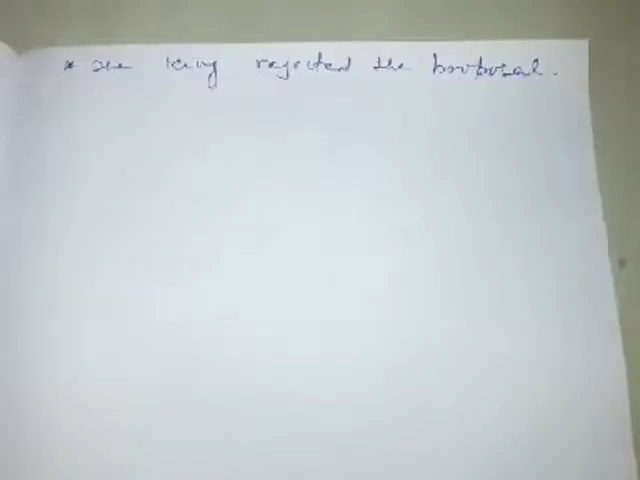 * The king rejected the proposal.